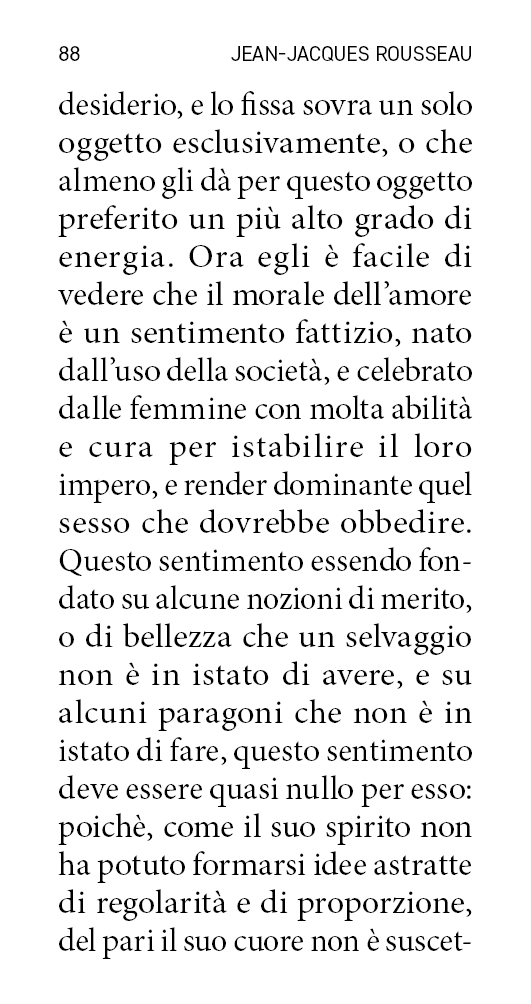 88 JEAN-JACQUES ROUSSEAU
desiderio, e lo fissa sovra un solo
oggetto esclusivamente, o che
almeno gli dà per questo oggetto
preferito un più alto grado di
energia. Ora egli è facile di
vedere che il morale dell’amore
è un sentimento fattizio, nato
dall’uso della società, e celebrato
dalle femmine con molta abilità
e cura per istabilire il loro
impero, e render dominante quel
sesso che dovrebbe obbedire.
Questo sentimento essendo fon-
dato su alcune nozioni di merito,
o di bellezza che un selvaggio
non è in istato di avere, e su
alcuni paragoni che non è in
istato di fare, questo sentimento
deve essere quasi nullo per esso:
poichè, come il suo spirito non
ha potuto formarsi idee astratte
di regolarità e di proporzione,
del pari il suo cuore non è suscet-